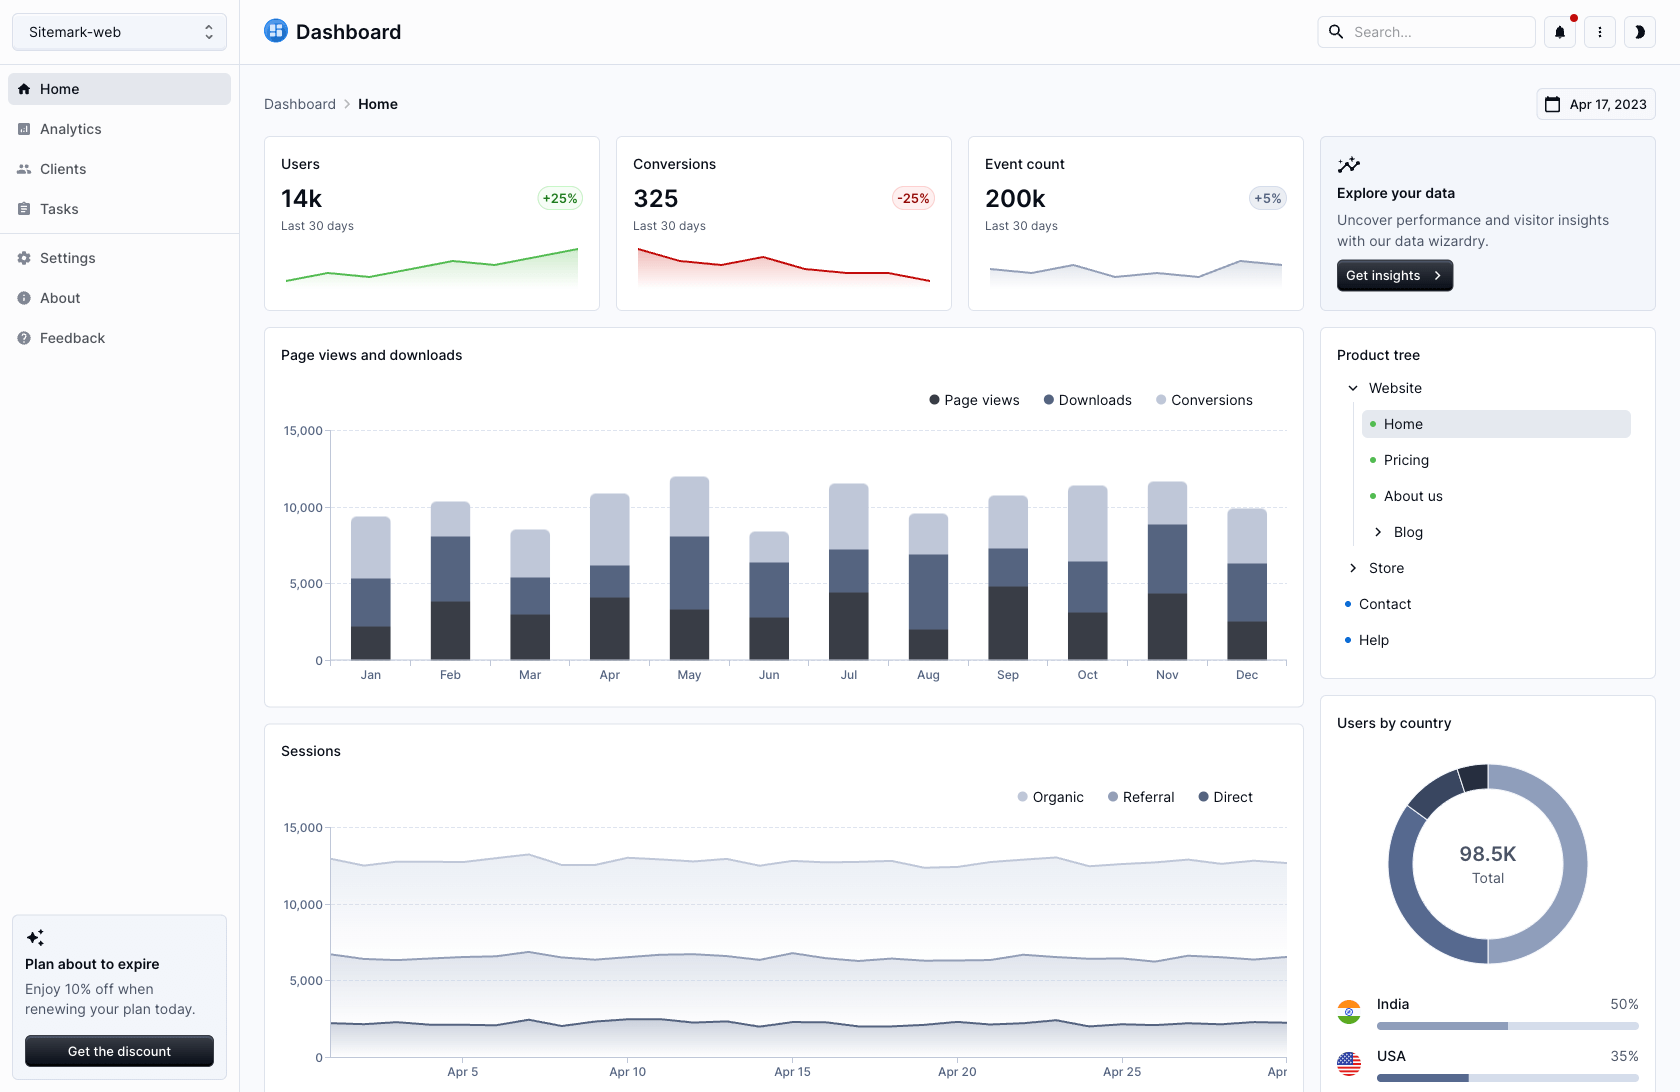 Sitemark-web
Home
Analytics
Clients
Tasks
Settings
About
Feedback
Plan about to expire
Enjoy 10% off when
renewing your plan today.
Get the discount
Dashboard
Search...
Dashboard
Home
Apr 17, 2023
Users
14k
+25%
Last 30 days
Conversions
325
-25%
Last 30 days
Event count
200k
+5%
Last 30 days
Explore your data
Uncover performance and visitor insights
with our data wizardry.
Get insights
Page views and downloads
Page views Downloads Conversions
15,000
10,000
5,000
0
Jan Feb Mar Apr May Jun Jul Aug Sep Oct Nov Dec
Product tree
Website
Home
Pricing
About us
Blog
Store
Contact
Help
Sessions
Organic Referral Direct
15,000
10,000
5,000
0
Apr 5 Apr 10 Apr 15 Apr 20 Apr 25 Apr
Users by country
98.5K
Total
India 50%
USA 35%